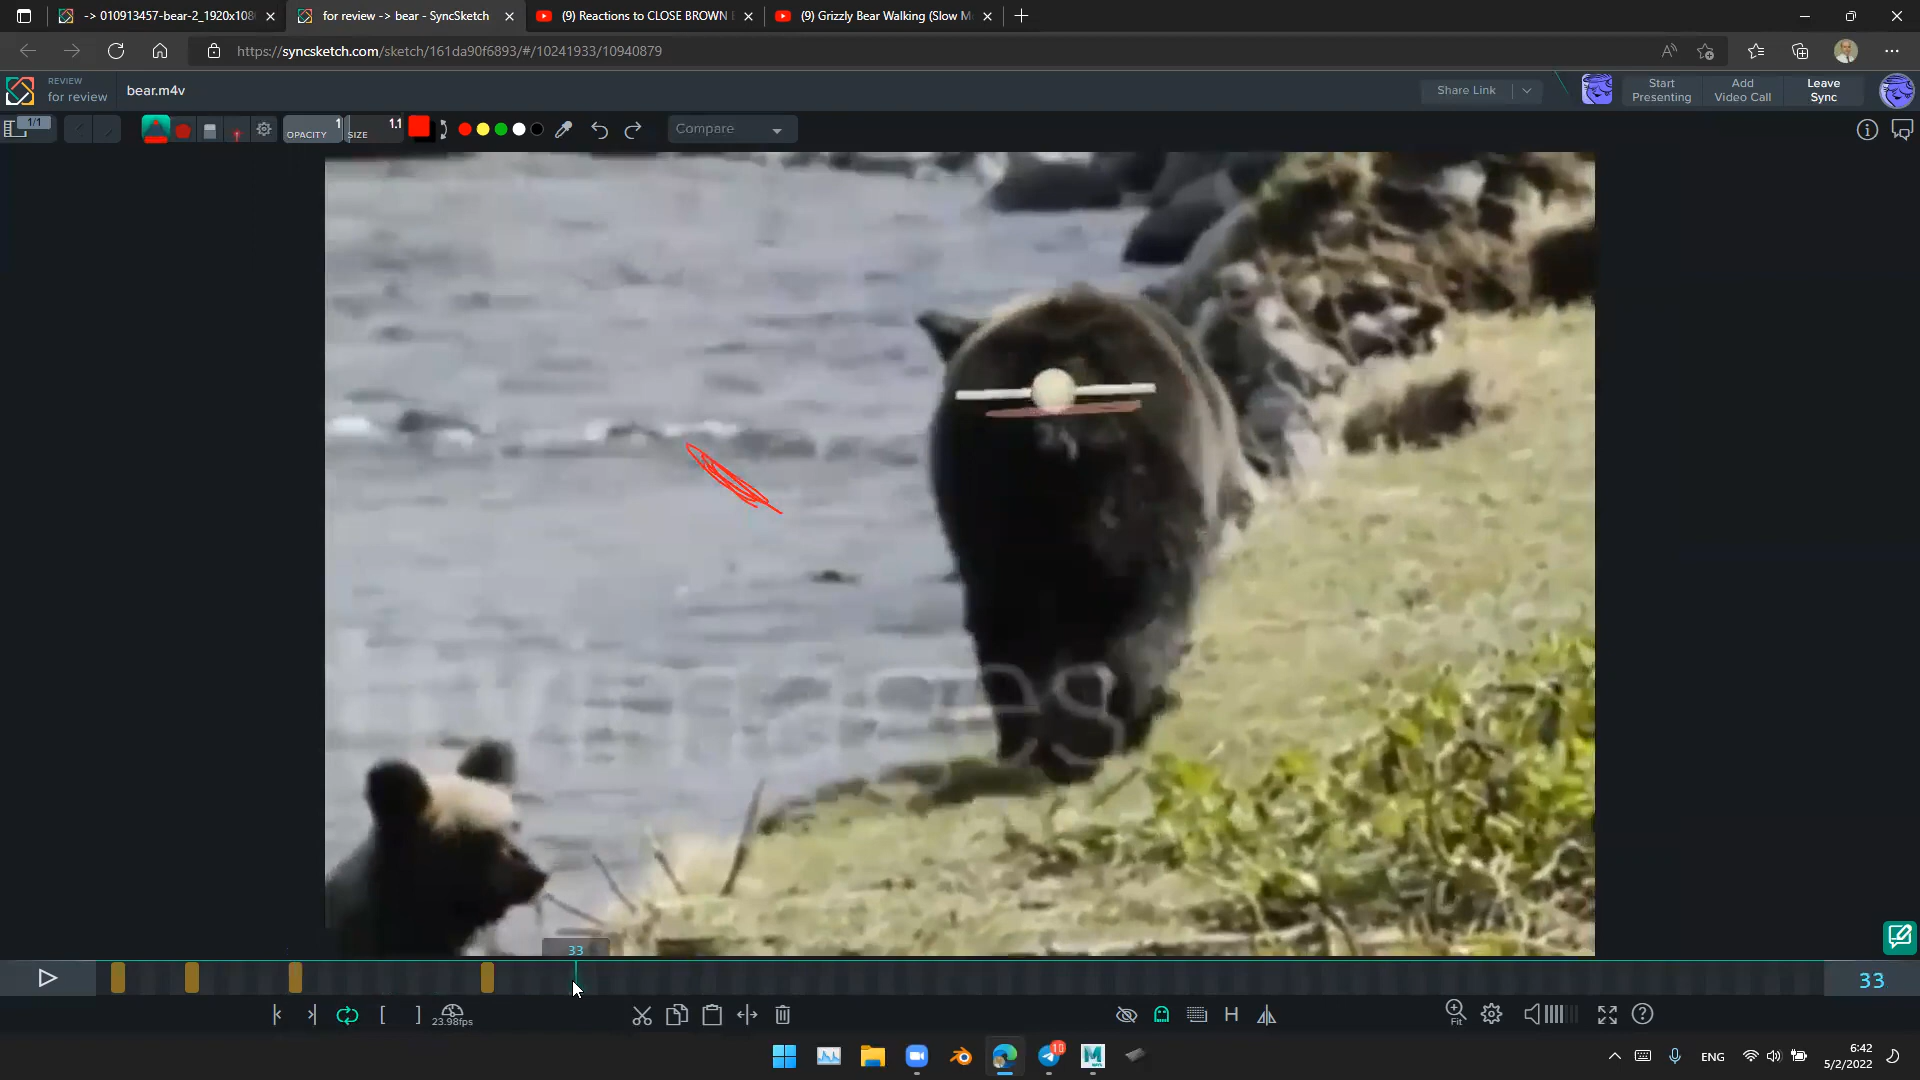 -> 010913457-bear-2_1920x108
for review -> bear - SyncSketch
(9) Reactions to CLOSE BROWN
(9) Grizzly Bear Walking (Slow M
https://syncsketch.com/sketch/161da90f6893/#/10241933/10940879
REVIEW
for review
bear.m4v
Share Link
Start Presenting
Add Video Call
Leave Sync
1/1
OPACITY 1
SIZE 1.1
Compare
images
33
33
[ ]
23.98fps
H
Fit
10
ENG
6:42
5/2/2022